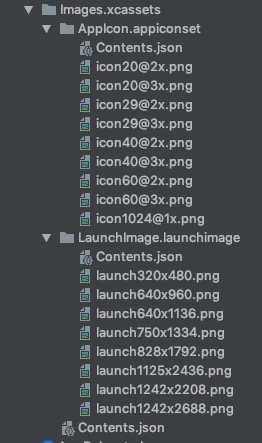 Images.xcassets
AppIcon.appiconset
Contents.json
icon20@2x.png
icon20@3x.png
icon29@2x.png
icon29@3x.png
icon40@2x.png
icon40@3x.png
icon60@2x.png
icon60@3x.png
icon1024@1x.png
LaunchImage.launchimage
Contents.json
launch320x480.png
launch640x960.png
launch640x1136.png
launch750x1334.png
launch828x1792.png
launch1125x2436.png
launch1242x2208.png
launch1242x2688.png
Contents.json